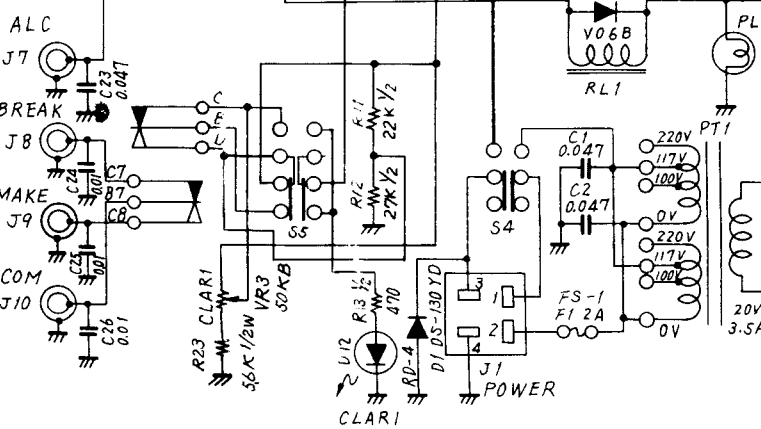 ALC
J7
C23
0.047
BREAK
J8
C24
0.01
MAKE
J9
C25
0.01
COM
J10
C26
0.01
C
B
C7
B7
C8
R11
22K ½
R12
27K ½
S5
CLAR1
VR3
50KB
R23
5.6K 1/2W
R13 ½
470
D12
CLAR1
V06B
RL1
PL
S4
C1
0.047
C2
0.047
RD-4
D1
DS-130YD
3
1
2
4
J1
POWER
FS-1
F1 2A
PT1
220V
117V
100V
0V
220V
117V
100V
0V
20V
3.5A